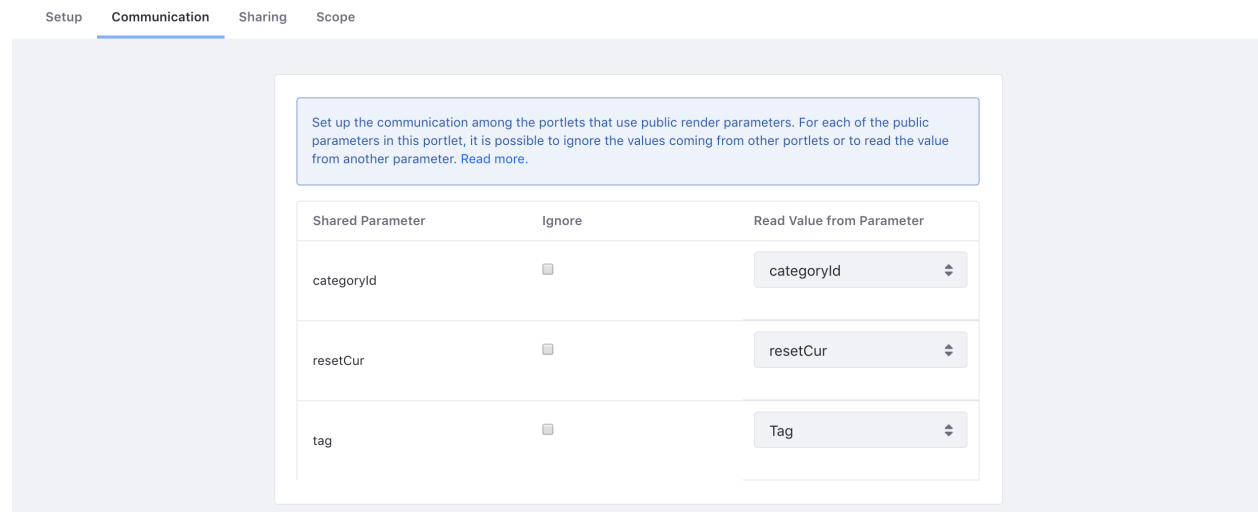 Setup Communication Sharing Scope
Set up the communication among the portlets that use public render parameters. For each of the public
parameters in this portlet, it is possible to ignore the values coming from other portlets or to read the value
from another parameter. Read more.
Shared Parameter Ignore Read Value from Parameter
categoryId categoryId
resetCur resetCur
tag Tag